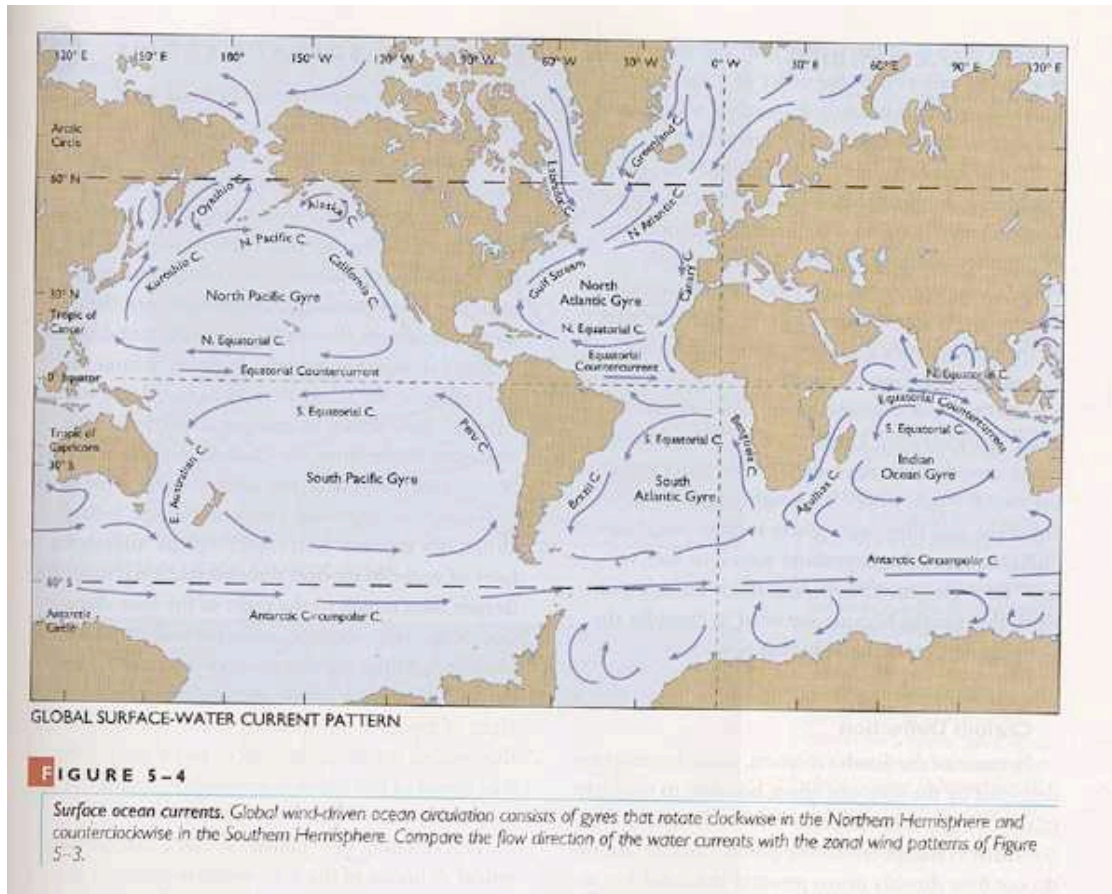 120° E 150° E 180° 150° W 120° W 90° W 60° W 30° W 0° W 30° E 60° E 90° E 120° E
Arctic
Circle
60° N
Oyashio C.
Alaska C.
Labrador C.
E. Greenland C.
N. Atlantic C.
N. Pacific C.
Kuroshio C.
California C.
Gulf Stream
Canary C.
30° N
North Pacific Gyre
North
Atlantic Gyre
Tropic of
Cancer
N. Equatorial C.
N. Equatorial C.
Equatorial Countercurrent
Equatorial
Countercurrent
N. Equatorial C.
0° Equator
Equatorial Countercurrent
S. Equatorial C.
Peru C.
S. Equatorial C.
Benguela C.
S. Equatorial C.
Tropic of
Capricorn
30° S
E. Australian C.
South Pacific Gyre
Brazil C.
South
Atlantic Gyre
Agulhas C.
Indian
Ocean Gyre
Antarctic Circumpolar C.
60° S
Antarctic
Circle
Antarctic Circumpolar C.
GLOBAL SURFACE-WATER CURRENT PATTERN
FIGURE 5–4
Surface ocean currents. Global wind-driven ocean circulation consists of gyres that rotate clockwise in the Northern Hemisphere and
counterclockwise in the Southern Hemisphere. Compare the flow direction of the water currents with the zonal wind patterns of Figure
5–3.